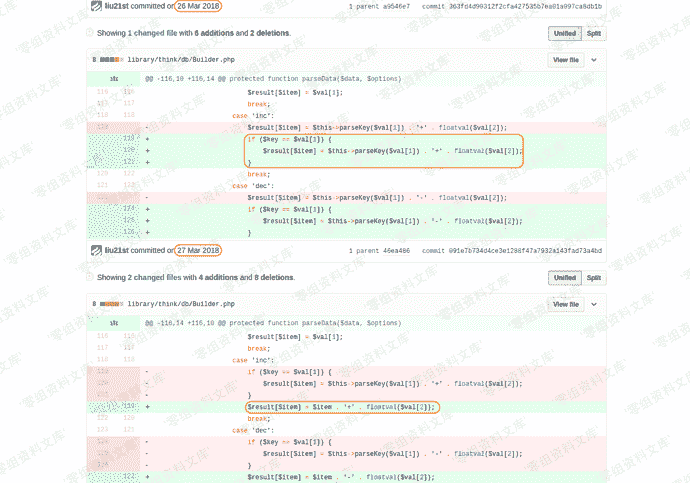 liu21st committed on 26 Mar 2018 1 parent a9546e7 commit 363fd4d90312f2cfa427535b7ea01a997ca8db1b
Showing 1 changed file with 6 additions and 2 deletions. Unified Split
8 library/think/db/Builder.php View file
@@ -116,10 +116,14 @@ protected function parseData($data, $options)
116 116 $result[$item] = $val[1];
117 117 break;
118 118 case 'inc':
119 - $result[$item] = $this->parseKey($val[1]) . '+' . floatval($val[2]);
119 + if ($key == $val[1]) {
120 + $result[$item] = $this->parseKey($val[1]) . '+' . floatval($val[2]);
121 + }
120 122 break;
121 123 case 'dec':
122 - $result[$item] = $this->parseKey($val[1]) . '-' . floatval($val[2]);
124 + if ($key == $val[1]) {
125 + $result[$item] = $this->parseKey($val[1]) . '-' . floatval($val[2]);
126 + }
liu21st committed on 27 Mar 2018 1 parent 46ea486 commit 091e7b734d4ce3e1288f47a7932a143fad73a4bd
Showing 2 changed files with 4 additions and 8 deletions. Unified Split
8 library/think/db/Builder.php View file
@@ -116,14 +116,10 @@ protected function parseData($data, $options)
116 116 $result[$item] = $val[1];
117 117 break;
118 118 case 'inc':
119 - if ($key == $val[1]) {
120 - $result[$item] = $this->parseKey($val[1]) . '+' . floatval($val[2]);
121 - }
119 + $result[$item] = $item . '+' . floatval($val[2]);
122 120 break;
123 121 case 'dec':
124 - if ($key == $val[1]) {
125 - $result[$item] = $this->parseKey($val[1]) . '-' . floatval($val[2]);
126 - }
122 + $result[$item] = $item . '-' . floatval($val[2]);
零组资料文库